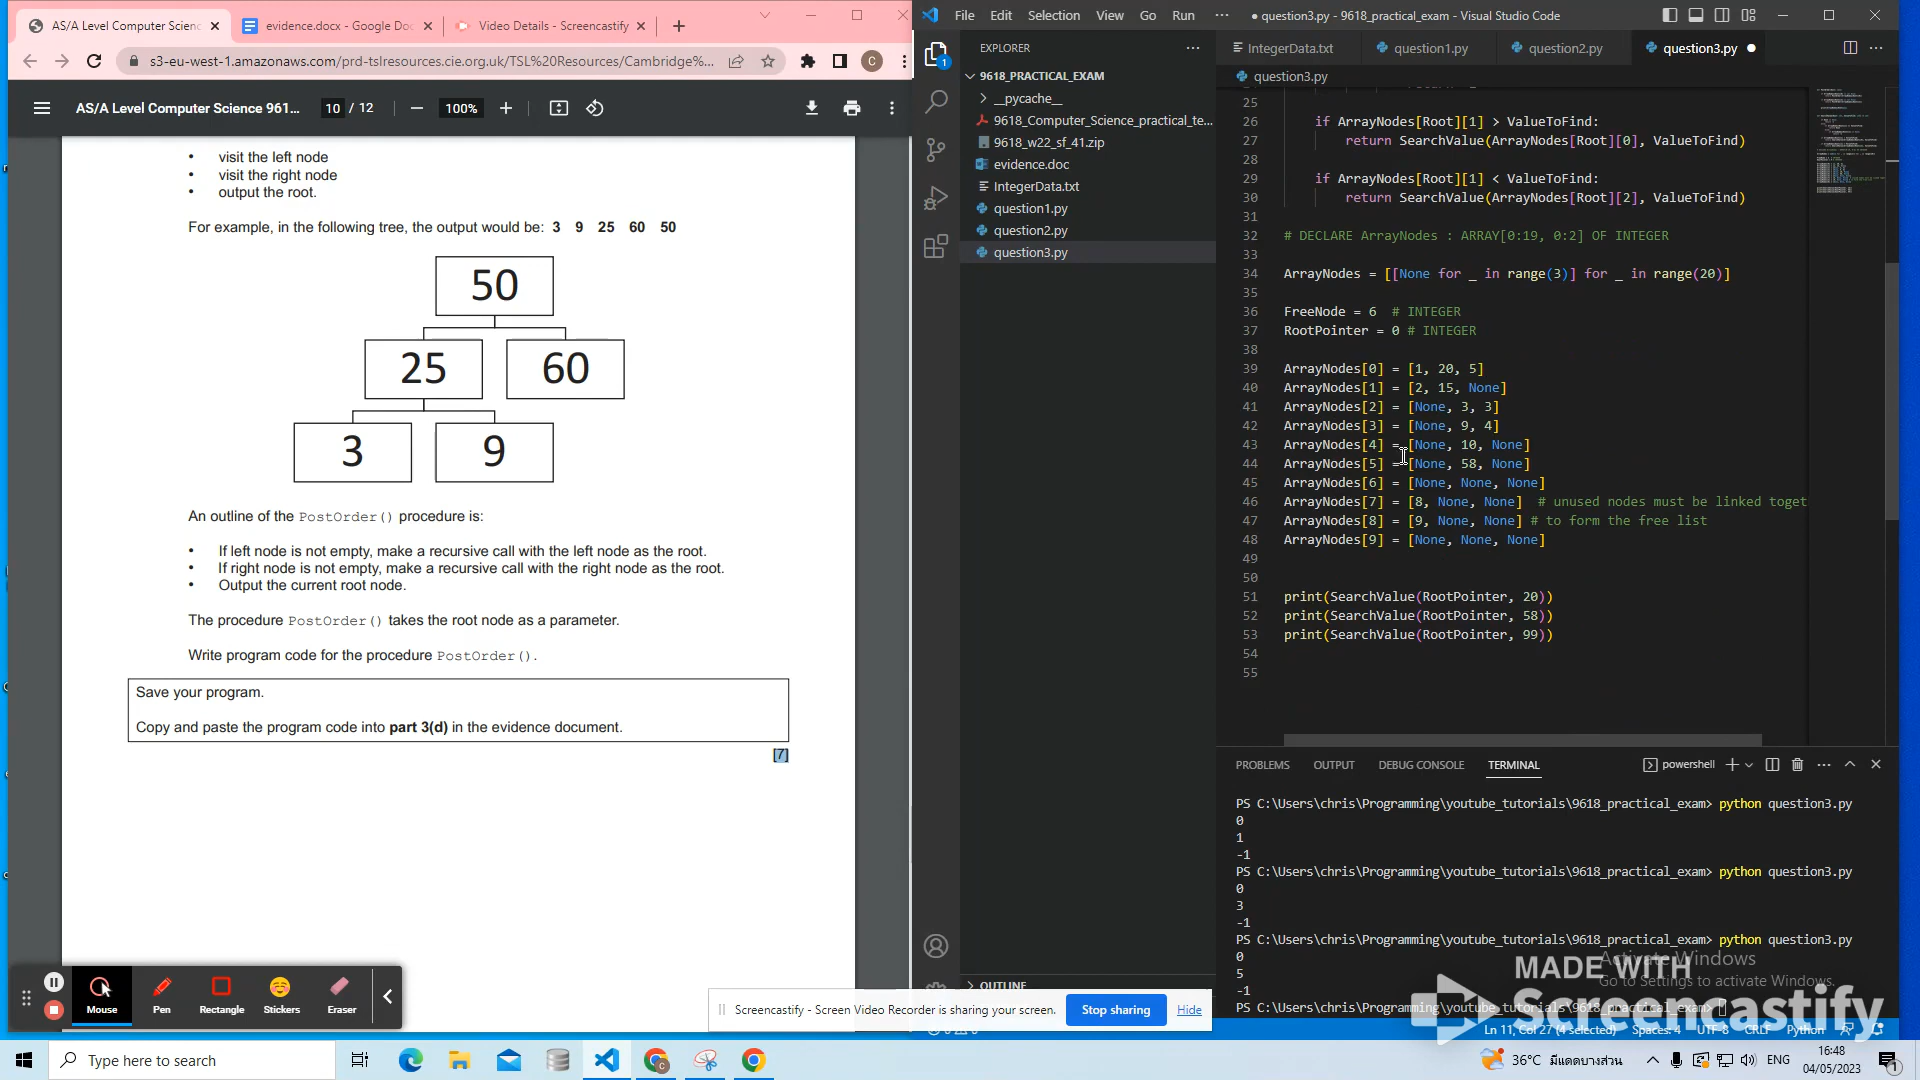 AS/A Level Computer Scienc
evidence.docx - Google Doc
Video Details - Screencastify
s3-eu-west-1.amazonaws.com/prd-tslresources.cie.org.uk/TSL%20Resources/Cambridge%...
C
AS/A Level Computer Science 961...
10 / 12
100%
• visit the left node
• visit the right node
• output the root.
For example, in the following tree, the output would be: 3 9 25 60 50
50
25
60
3
9
An outline of the PostOrder() procedure is:
• If left node is not empty, make a recursive call with the left node as the root.
• If right node is not empty, make a recursive call with the right node as the root.
• Output the current root node.
The procedure PostOrder() takes the root node as a parameter.
Write program code for the procedure PostOrder().
Save your program.
Copy and paste the program code into part 3(d) in the evidence document.
[7]
Mouse
Pen
Rectangle
Stickers
Eraser
Screencastify - Screen Video Recorder is sharing your screen.
Stop sharing
Hide
File Edit Selection View Go Run ···
● question3.py - 9618_practical_exam - Visual Studio Code
EXPLORER
1
9618_PRACTICAL_EXAM
__pycache__
9618_Computer_Science_practical_te...
9618_w22_sf_41.zip
evidence.doc
IntegerData.txt
question1.py
question2.py
question3.py
OUTLINE
IntegerData.txt
question1.py
question2.py
question3.py
question3.py
25
26 if ArrayNodes[Root][1] > ValueToFind:
27 return SearchValue(ArrayNodes[Root][0], ValueToFind)
28
29 if ArrayNodes[Root][1] < ValueToFind:
30 return SearchValue(ArrayNodes[Root][2], ValueToFind)
31
32 # DECLARE ArrayNodes : ARRAY[0:19, 0:2] OF INTEGER
33
34 ArrayNodes = [[None for _ in range(3)] for _ in range(20)]
35
36 FreeNode = 6 # INTEGER
37 RootPointer = 0 # INTEGER
38
39 ArrayNodes[0] = [1, 20, 5]
40 ArrayNodes[1] = [2, 15, None]
41 ArrayNodes[2] = [None, 3, 3]
42 ArrayNodes[3] = [None, 9, 4]
43 ArrayNodes[4] = [None, 10, None]
44 ArrayNodes[5] = [None, 58, None]
45 ArrayNodes[6] = [None, None, None]
46 ArrayNodes[7] = [8, None, None] # unused nodes must be linked toget
47 ArrayNodes[8] = [9, None, None] # to form the free list
48 ArrayNodes[9] = [None, None, None]
49
50
51 print(SearchValue(RootPointer, 20))
52 print(SearchValue(RootPointer, 58))
53 print(SearchValue(RootPointer, 99))
54
55
PROBLEMS OUTPUT DEBUG CONSOLE TERMINAL
powershell
PS C:\Users\chris\Programming\youtube_tutorials\9618_practical_exam> python question3.py
0
1
-1
PS C:\Users\chris\Programming\youtube_tutorials\9618_practical_exam> python question3.py
0
3
-1
PS C:\Users\chris\Programming\youtube_tutorials\9618_practical_exam> python question3.py
0
5
-1
PS C:\Users\chris\Programming\youtube_tutorials\9618_practical_exam>
Activate Windows
Go to Settings to activate Windows.
MADE WITH
Screencastify
Ln 11, Col 27 (4 selected) Spaces: 4 UTF-8 CRLF Python
Type here to search
36°C มีแดดบางส่วน
ENG
16:48
04/05/2023
1